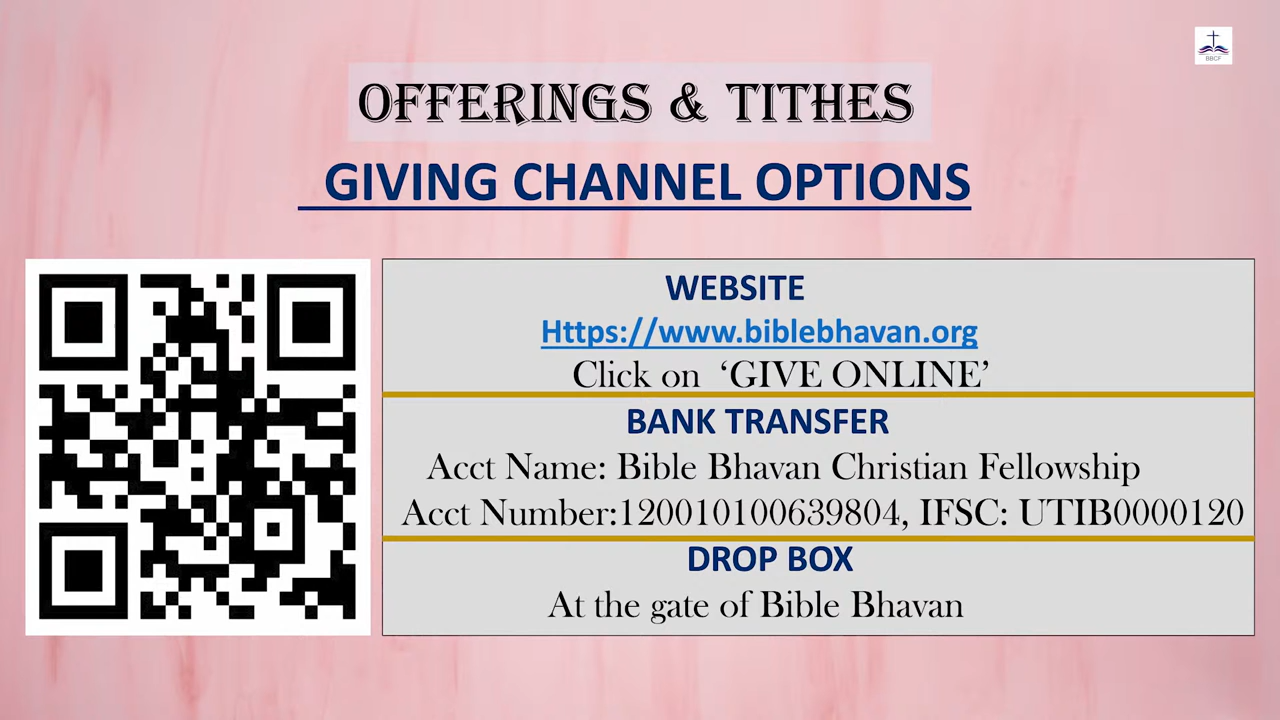 BBCF
OFFERINGS & TITHES
GIVING CHANNEL OPTIONS
WEBSITE
Https://www.biblebhavan.org
Click on ‘GIVE ONLINE’
BANK TRANSFER
Acct Name: Bible Bhavan Christian Fellowship
Acct Number:120010100639804, IFSC: UTIB0000120
DROP BOX
At the gate of Bible Bhavan